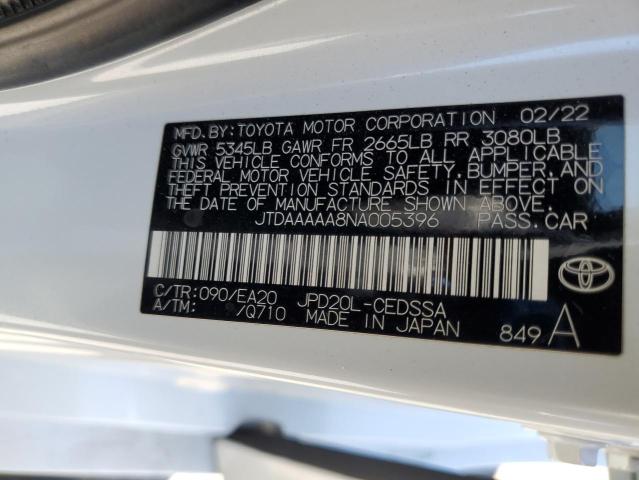 MFD. BY: TOYOTA MOTOR CORPORATION 02/22
GVWR 5345LB GAWR FR 2665LB RR 3080LB
THIS VEHICLE CONFORMS TO ALL APPLICABLE
FEDERAL MOTOR VEHICLE SAFETY, BUMPER, AND
THEFT PREVENTION STANDARDS IN EFFECT ON
THE DATE OF MANUFACTURE SHOWN ABOVE.
JTDAAAAA8NA005396 PASS. CAR
C/TR: 090/EA20 JPD20L-CEDSSA
A/TM: /Q710 MADE IN JAPAN
849 A